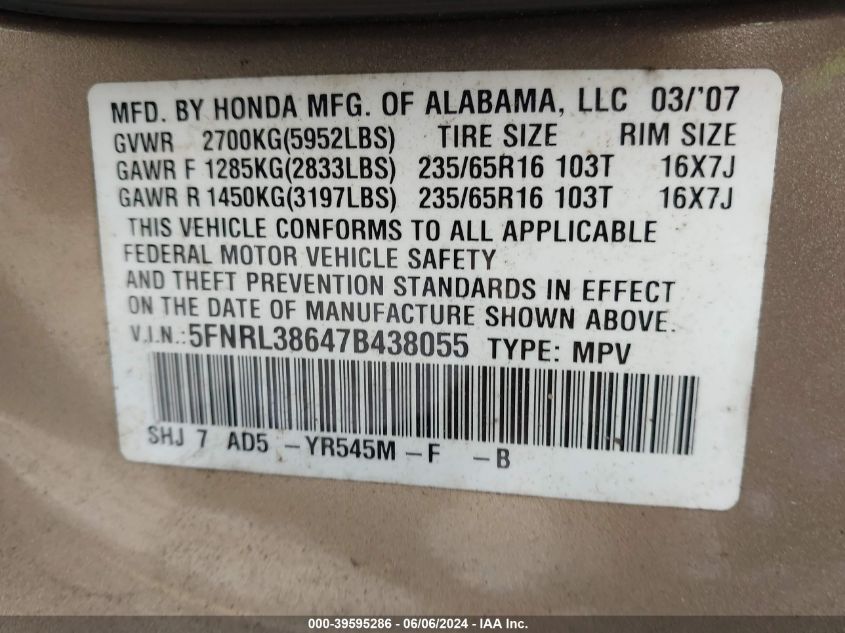 MFD. BY HONDA MFG. OF ALABAMA, LLC 03/'07
GVWR 2700KG(5952LBS) TIRE SIZE RIM SIZE
GAWR F 1285KG(2833LBS) 235/65R16 103T 16X7J
GAWR R 1450KG(3197LBS) 235/65R16 103T 16X7J
THIS VEHICLE CONFORMS TO ALL APPLICABLE
FEDERAL MOTOR VEHICLE SAFETY
AND THEFT PREVENTION STANDARDS IN EFFECT
ON THE DATE OF MANUFACTURE SHOWN ABOVE.
V.I.N.:5FNRL38647B438055 TYPE: MPV
SHJ 7 AD5 -YR545M -F -B
000-39595286 - 06/06/2024 - IAA Inc.